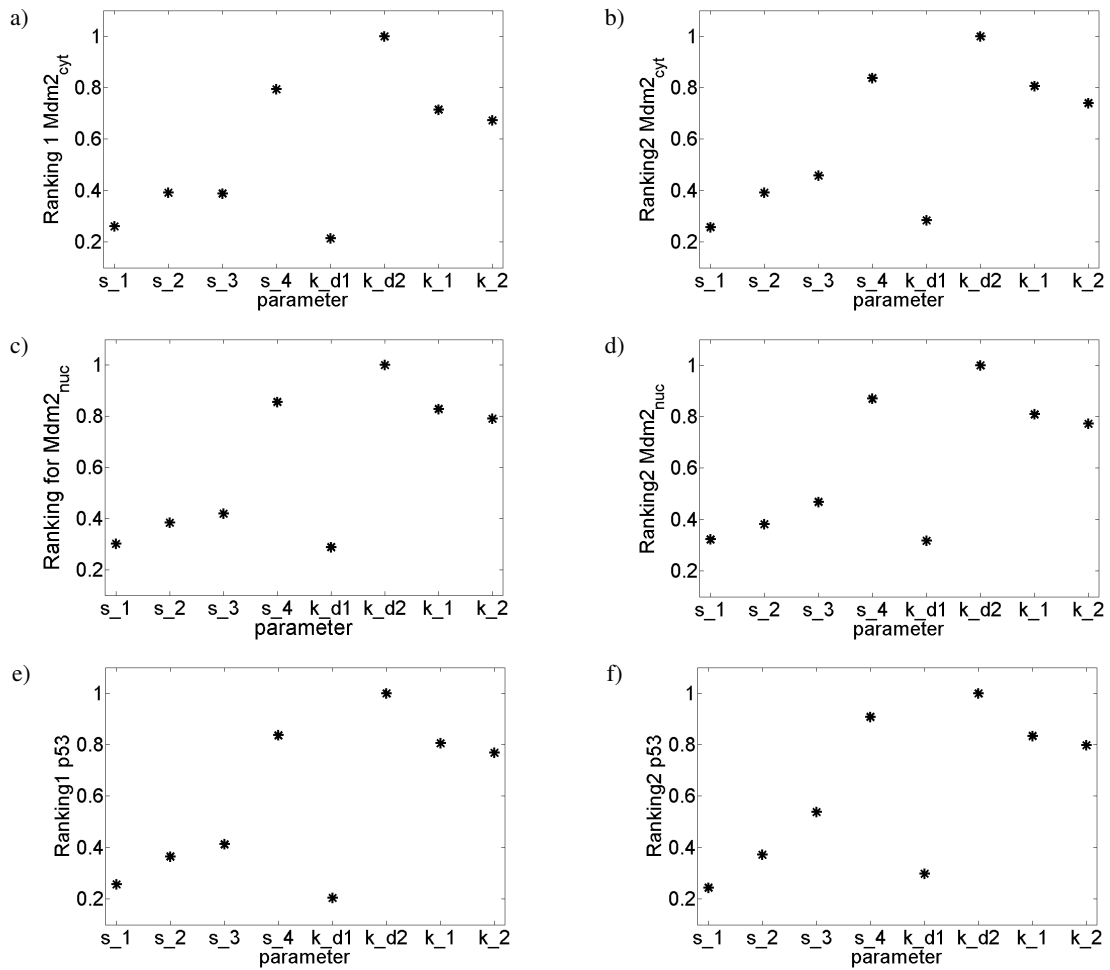 a)
Ranking 1 Mdm2cyt
1
0.8
0.6
0.4
0.2
s_1 s_2 s_3 s_4 k_d1 k_d2 k_1 k_2
parameter
b)
Ranking2 Mdm2cyt
1
0.8
0.6
0.4
0.2
s_1 s_2 s_3 s_4 k_d1 k_d2 k_1 k_2
parameter
c)
Ranking for Mdm2nuc
1
0.8
0.6
0.4
0.2
s_1 s_2 s_3 s_4 k_d1 k_d2 k_1 k_2
parameter
d)
Ranking2 Mdm2nuc
1
0.8
0.6
0.4
0.2
s_1 s_2 s_3 s_4 k_d1 k_d2 k_1 k_2
parameter
e)
Ranking1 p53
1
0.8
0.6
0.4
0.2
s_1 s_2 s_3 s_4 k_d1 k_d2 k_1 k_2
parameter
f)
Ranking2 p53
1
0.8
0.6
0.4
0.2
s_1 s_2 s_3 s_4 k_d1 k_d2 k_1 k_2
parameter